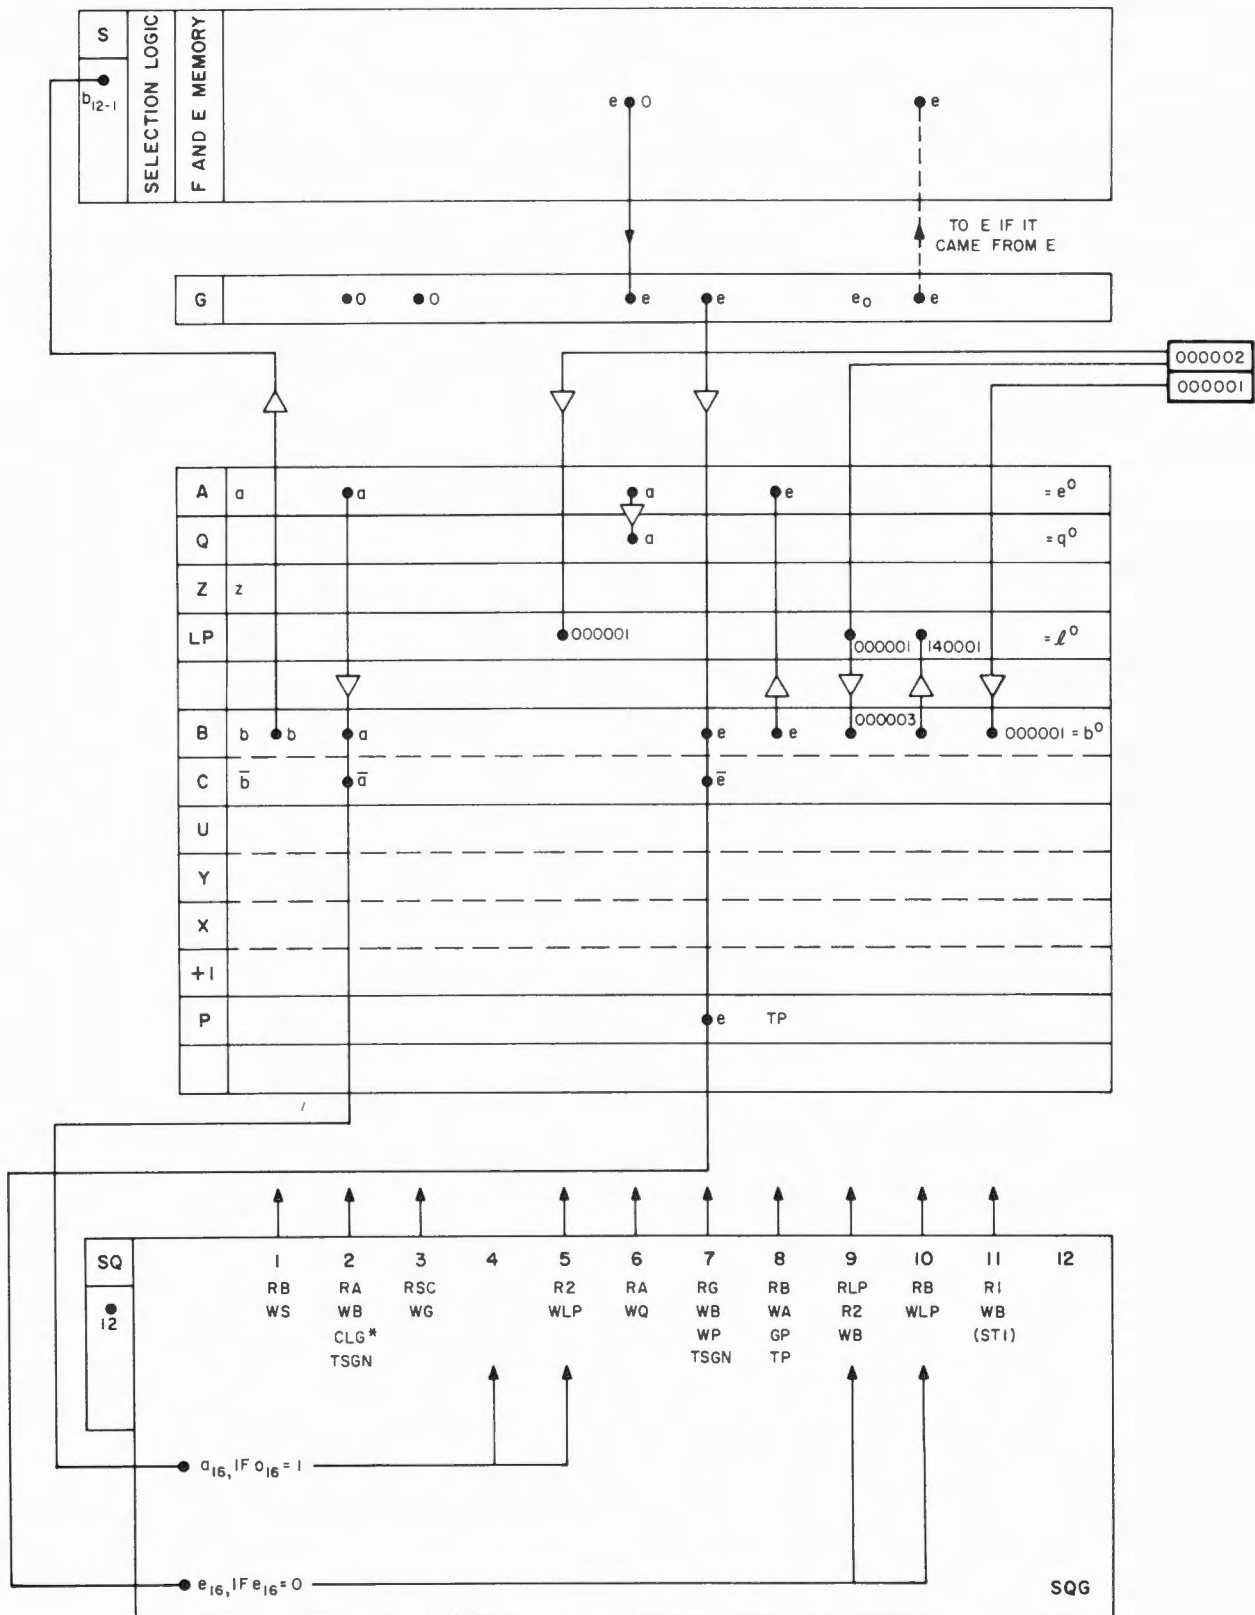 S
b12-1
SELECTION LOGIC
F AND E MEMORY
e 0
e
TO E IF IT
CAME FROM E
G
0 0 e e e0 e
000002
000001
A a a a e = e⁰
Q a = q⁰
Z z
LP 000001 000001 140001 = ℓ⁰
000003
B b b a e e 000001 = b⁰
C b̄ ā ē
U
Y
X
+1
P e TP
SQ
12
1 2 3 4 5 6 7 8 9 10 11 12
RB RA RSC R2 RA RG RB RLP RB R1
WS WB WG WLP WQ WB WA R2 WLP WB
CLG* WP GP WB (ST1)
TSGN TSGN TP
a16, IF a16 = 1
e16, IF e16 = 0
SQG